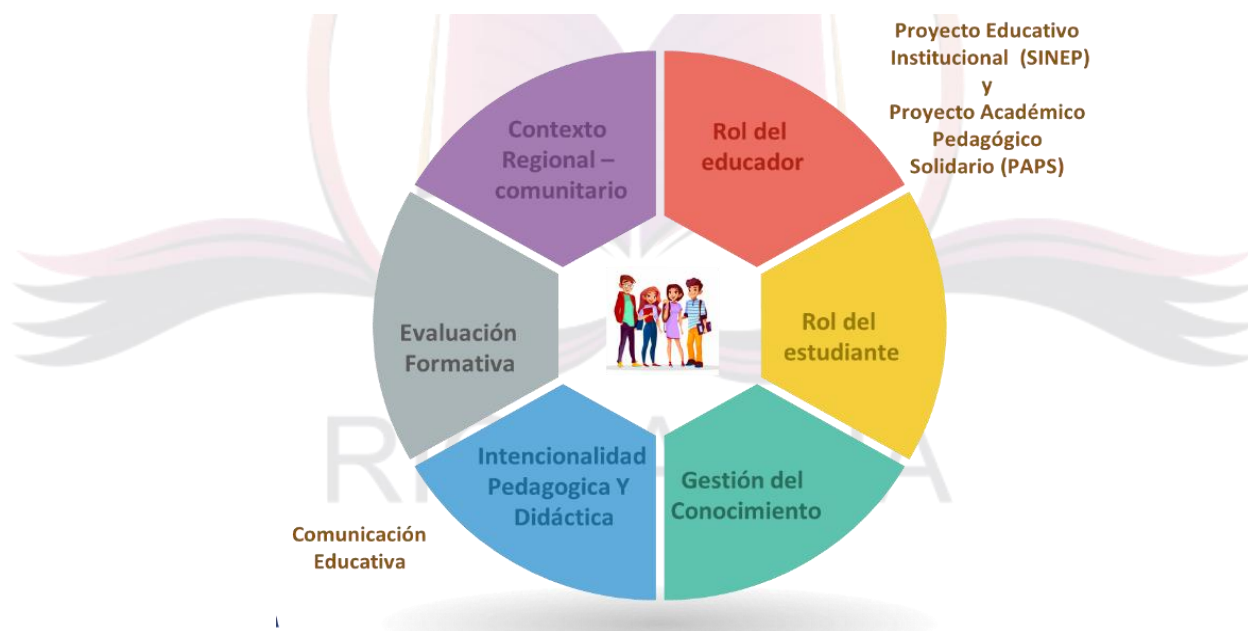 Proyecto Educativo
Institucional (SINEP)
y
Proyecto Académico
Pedagógico
Solidario (PAPS)
Contexto
Regional –
comunitario
Rol del
educador
Evaluación
Formativa
Rol del
estudiante
Intencionalidad
Pedagogica Y
Didáctica
Gestión del
Conocimiento
Comunicación
Educativa